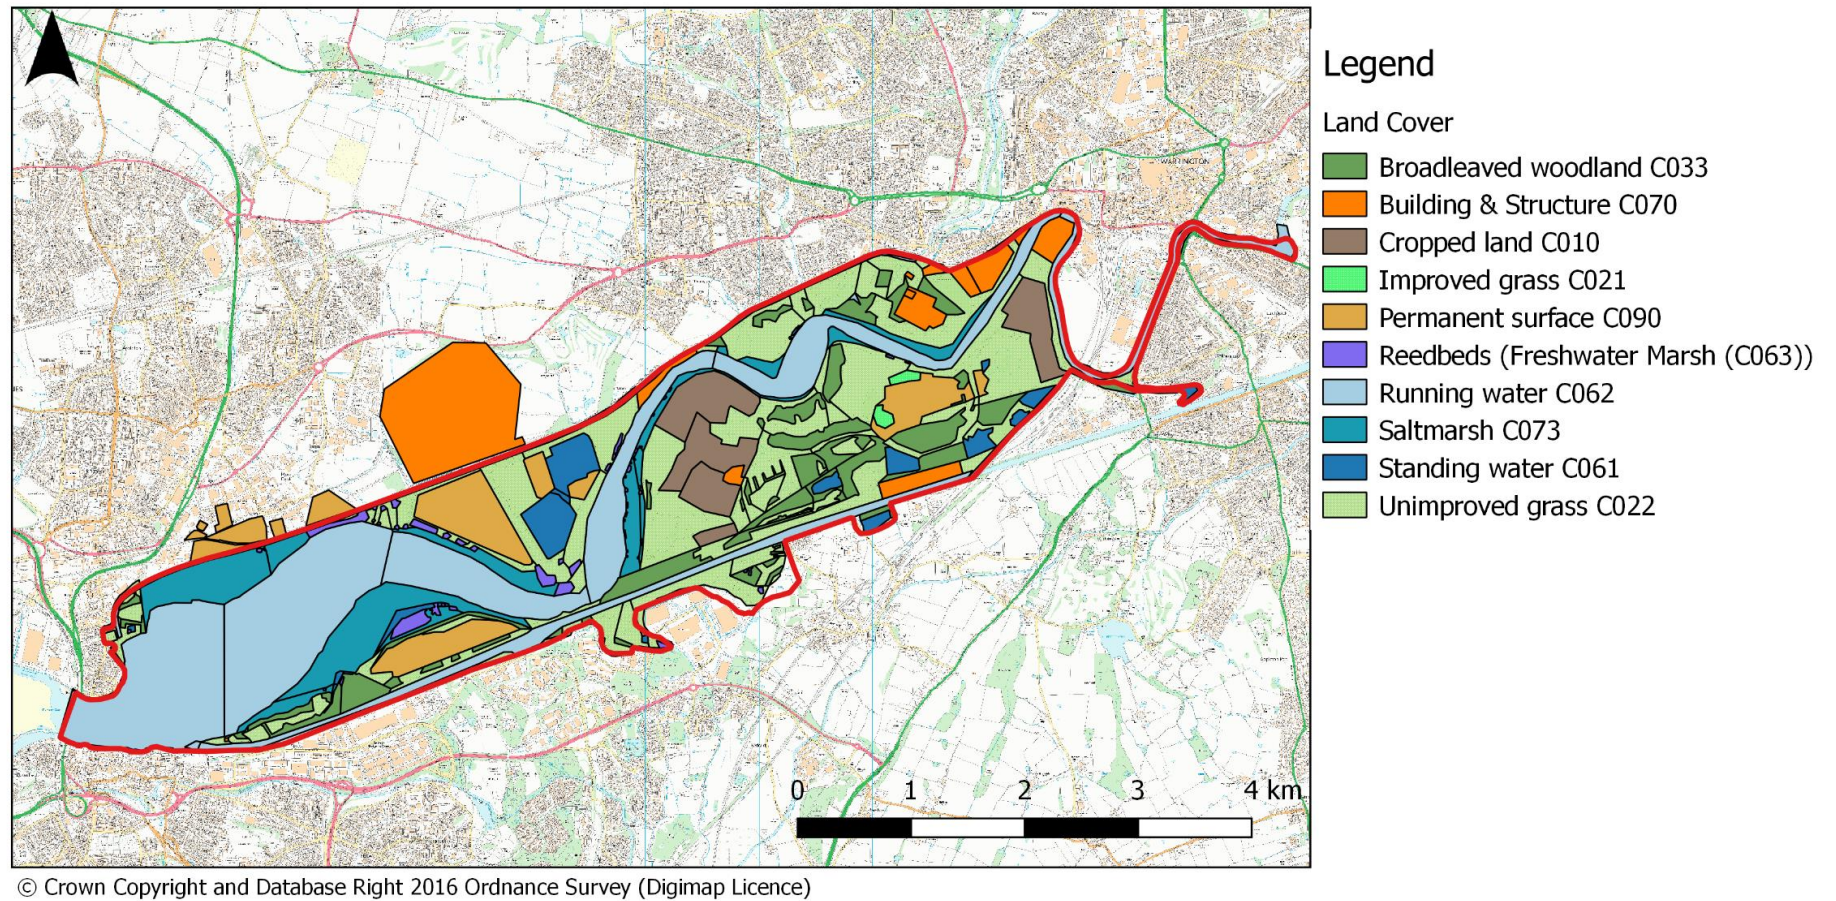 WARRINGTON
0 1 2 3 4 km
Legend
Land Cover
Broadleaved woodland C033
Building & Structure C070
Cropped land C010
Improved grass C021
Permanent surface C090
Reedbeds (Freshwater Marsh (C063))
Running water C062
Saltmarsh C073
Standing water C061
Unimproved grass C022
© Crown Copyright and Database Right 2016 Ordnance Survey (Digimap Licence)